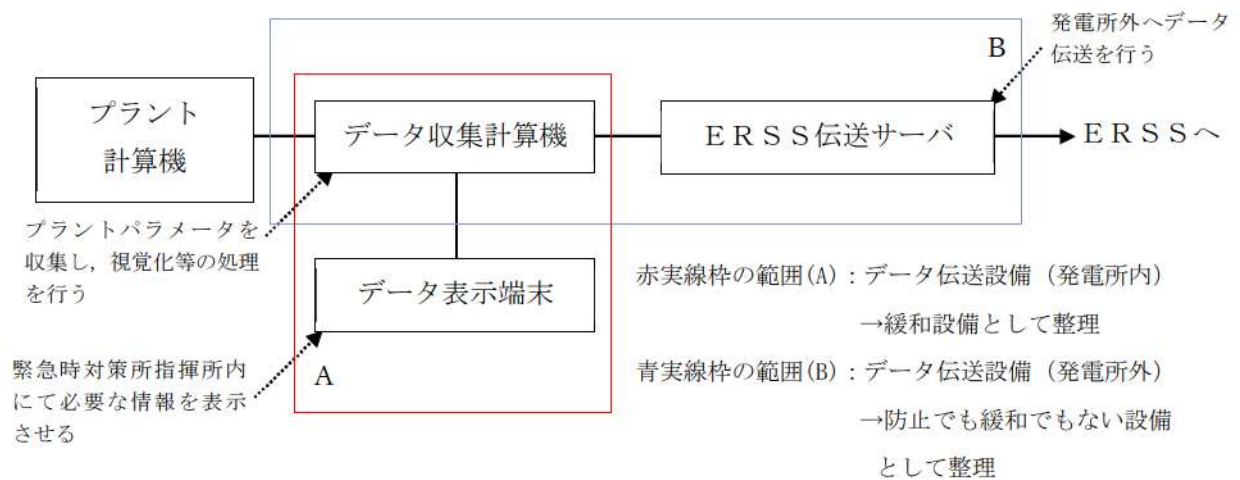 発電所外へデータ
伝送を行う
B
プラント
計算機
データ収集計算機
ERSS伝送サーバ
ERSSへ
プラントパラメータを
収集し,視覚化等の処理
を行う
データ表示端末
緊急時対策所指揮所内
にて必要な情報を表示
させる
A
赤実線枠の範囲(A):データ伝送設備(発電所内)
→緩和設備として整理
青実線枠の範囲(B):データ伝送設備(発電所外)
→防止でも緩和でもない設備
として整理